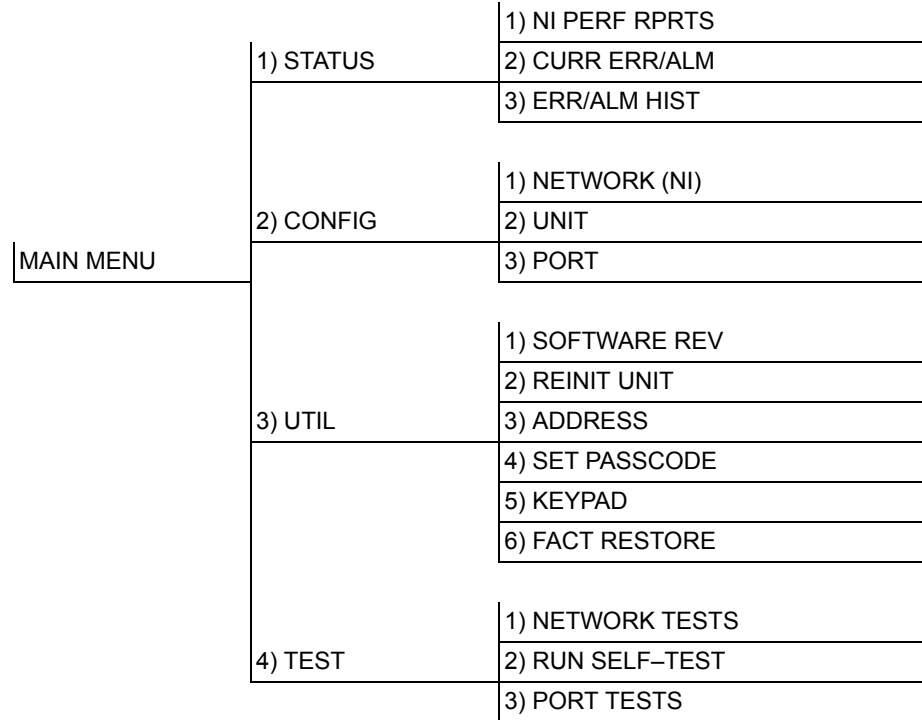 1) NI PERF RPRTS
1) STATUS
2) CURR ERR/ALM
3) ERR/ALM HIST
1) NETWORK (NI)
2) CONFIG
2) UNIT
MAIN MENU
3) PORT
1) SOFTWARE REV
2) REINIT UNIT
3) UTIL
3) ADDRESS
4) SET PASSCODE
5) KEYPAD
6) FACT RESTORE
1) NETWORK TESTS
4) TEST
2) RUN SELF–TEST
3) PORT TESTS